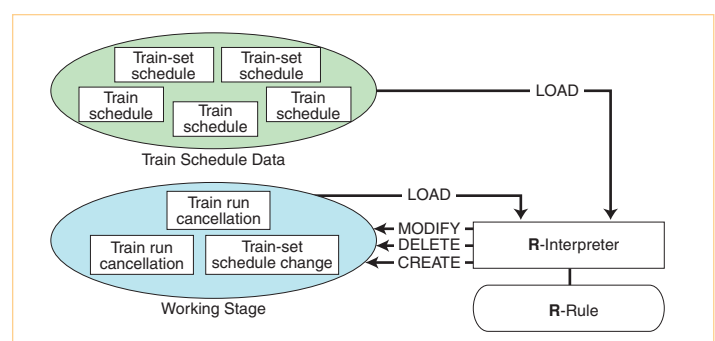 Train-set
schedule
Train-set
schedule
Train
schedule
Train
schedule
Train
schedule
LOAD
Train Schedule Data
Train run
cancellation
LOAD
Train run
cancellation
Train-set
schedule change
MODIFY
DELETE
CREATE
R-Interpreter
Working Stage
R-Rule